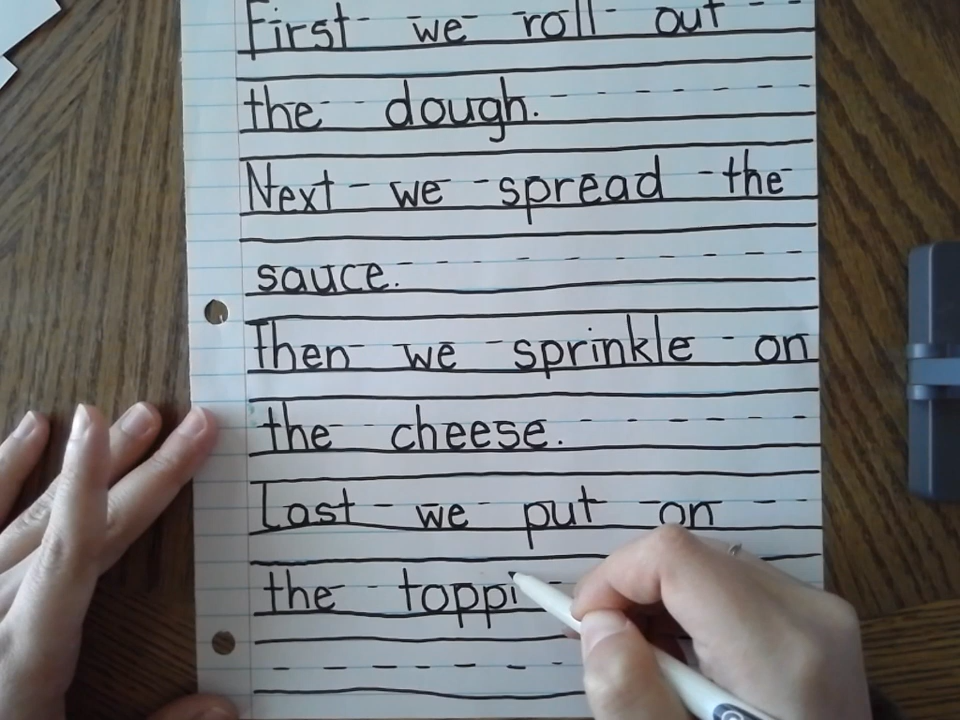 First we roll out
the dough.
Next we spread the
sauce.
Then we sprinkle on
the cheese.
Last we put on
the toppi